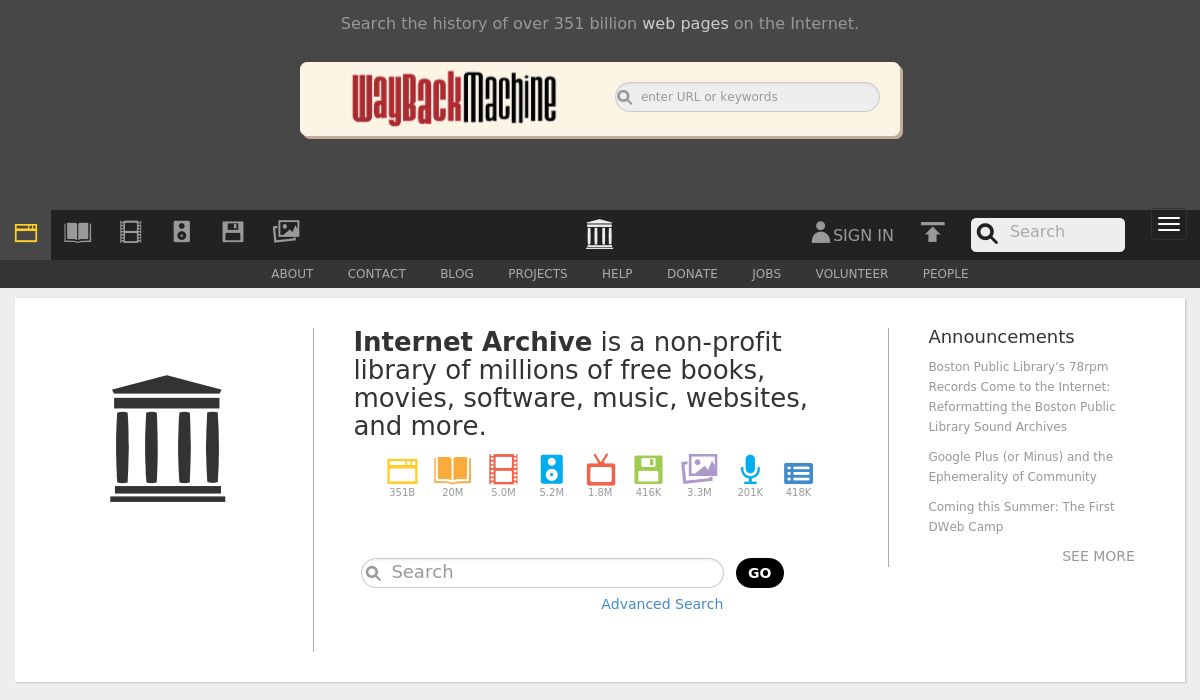 Search the history of over 351 billion web pages on the Internet.
WayBackMachine
enter URL or keywords
SIGN IN
Search
ABOUT CONTACT BLOG PROJECTS HELP DONATE JOBS VOLUNTEER PEOPLE
Internet Archive is a non-profit
library of millions of free books,
movies, software, music, websites,
and more.
351B 20M 5.0M 5.2M 1.8M 416K 3.3M 201K 418K
Search
GO
Advanced Search
Announcements
Boston Public Library’s 78rpm
Records Come to the Internet:
Reformatting the Boston Public
Library Sound Archives
Google Plus (or Minus) and the
Ephemerality of Community
Coming this Summer: The First
DWeb Camp
SEE MORE